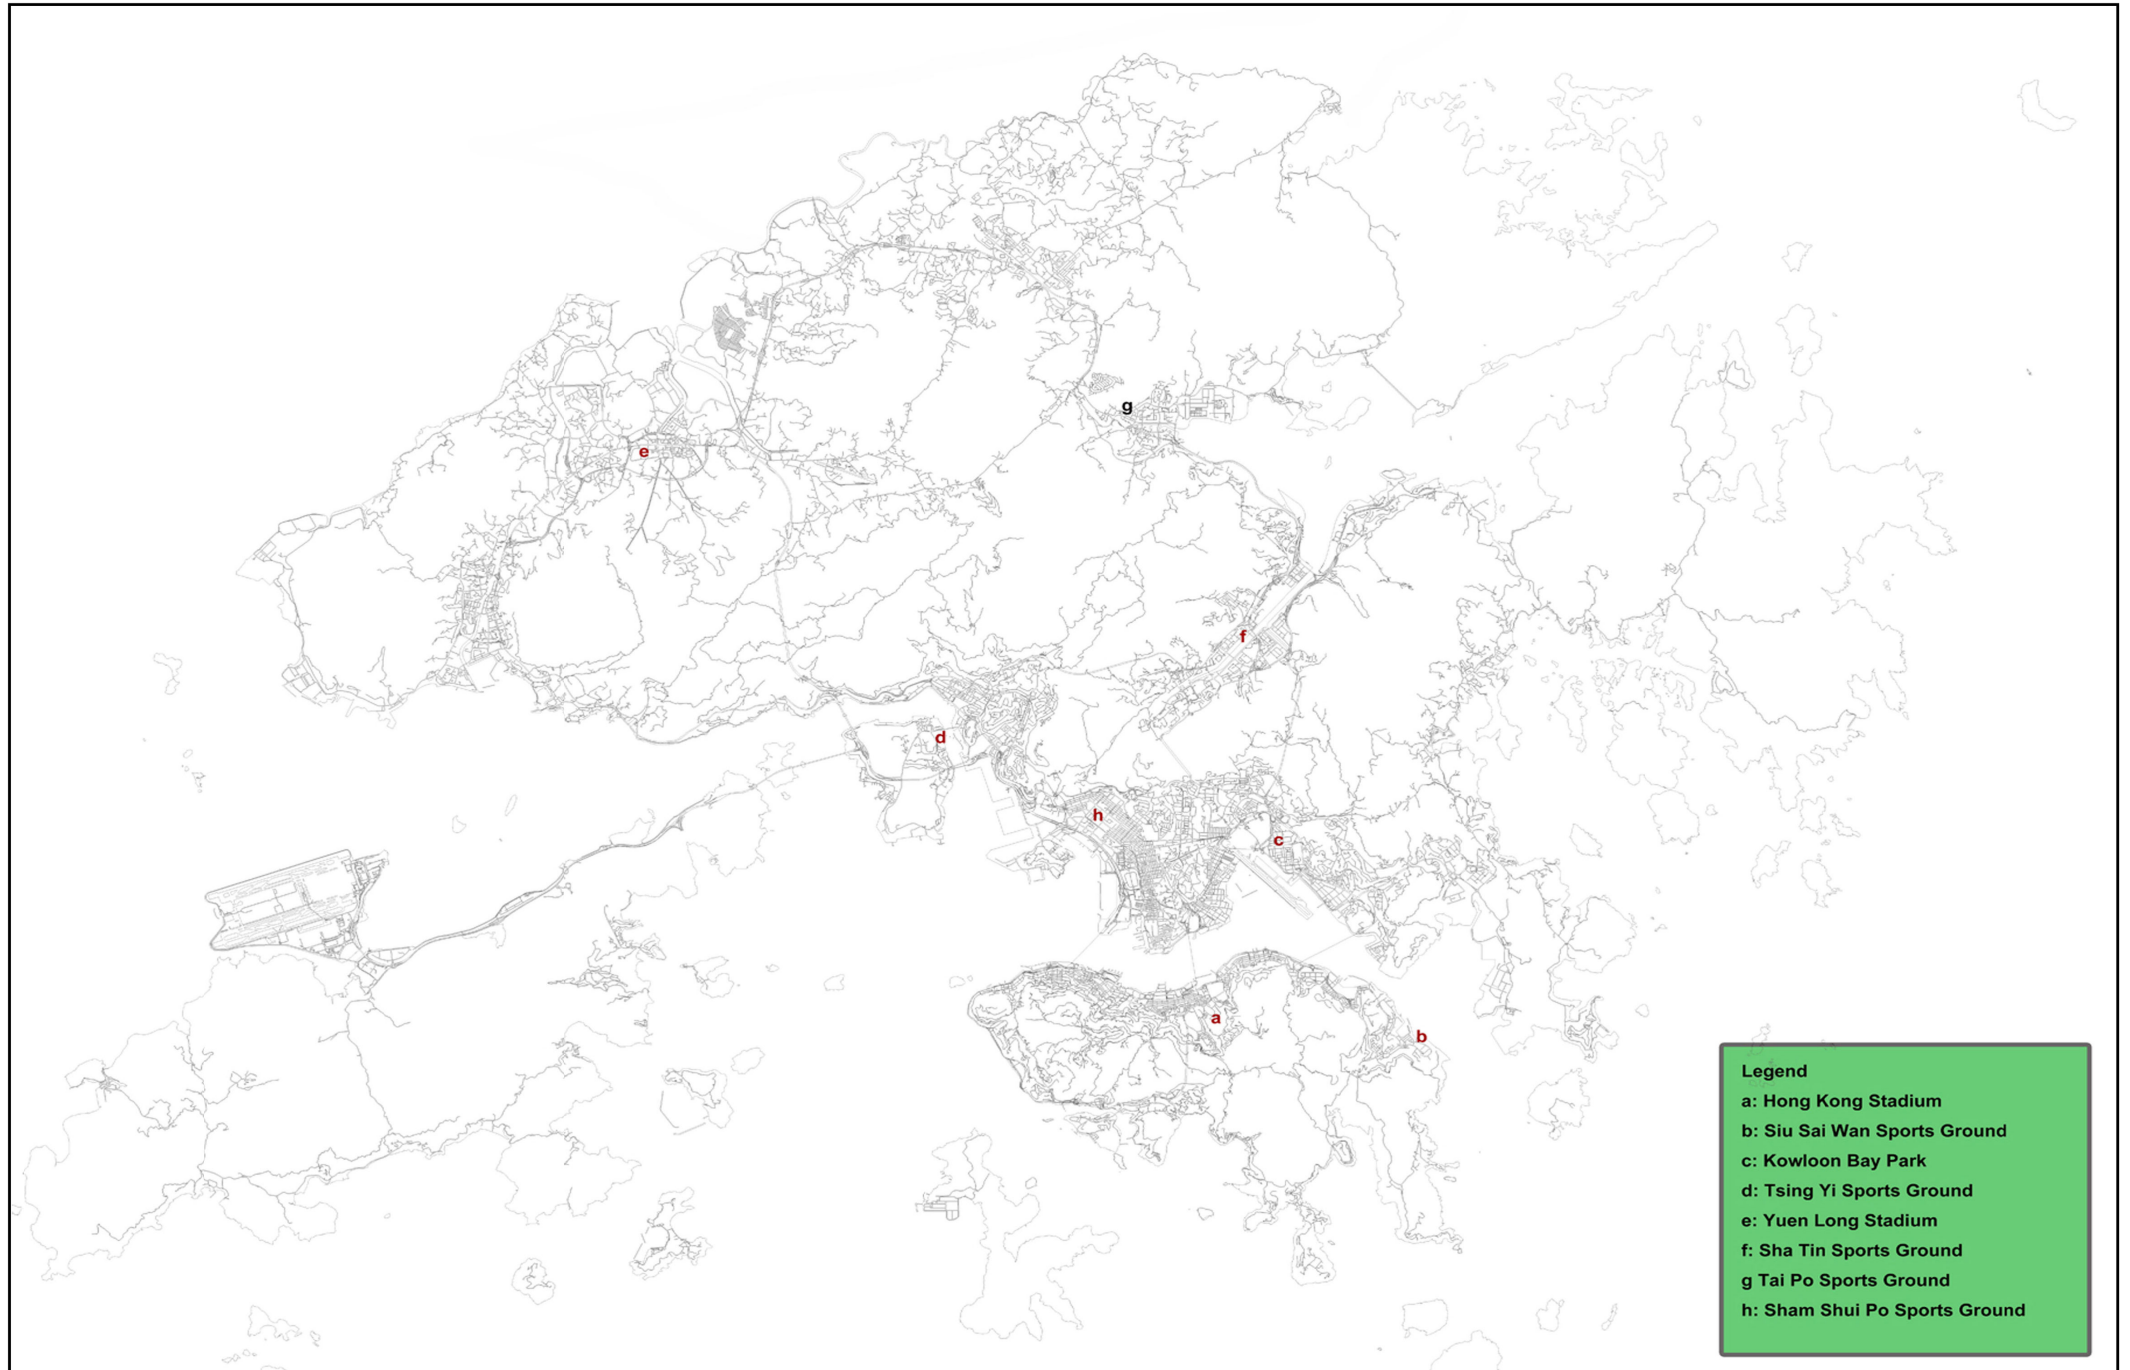 g
e
f
d
h
c
a
b
Legend
a: Hong Kong Stadium
b: Siu Sai Wan Sports Ground
c: Kowloon Bay Park
d: Tsing Yi Sports Ground
e: Yuen Long Stadium
f: Sha Tin Sports Ground
g Tai Po Sports Ground
h: Sham Shui Po Sports Ground